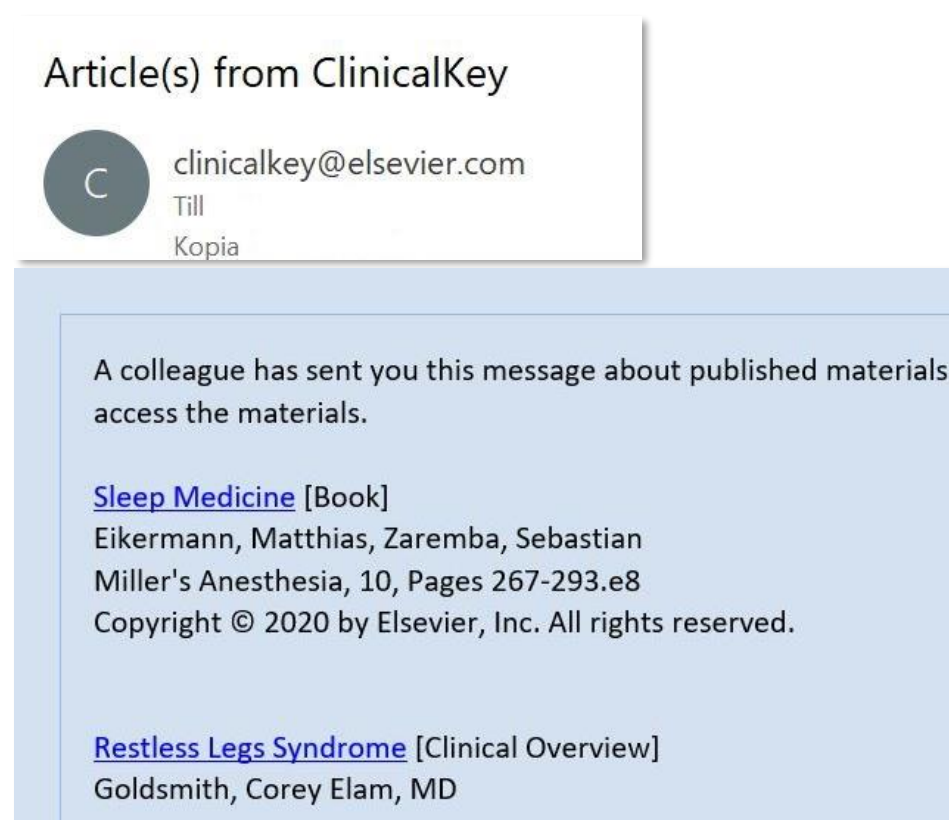 Article(s) from ClinicalKey
C
clinicalkey@elsevier.com
Till
Kopia
A colleague has sent you this message about published materials
access the materials.
Sleep Medicine [Book]
Eikermann, Matthias, Zaremba, Sebastian
Miller's Anesthesia, 10, Pages 267-293.e8
Copyright © 2020 by Elsevier, Inc. All rights reserved.
Restless Legs Syndrome [Clinical Overview]
Goldsmith, Corey Elam, MD